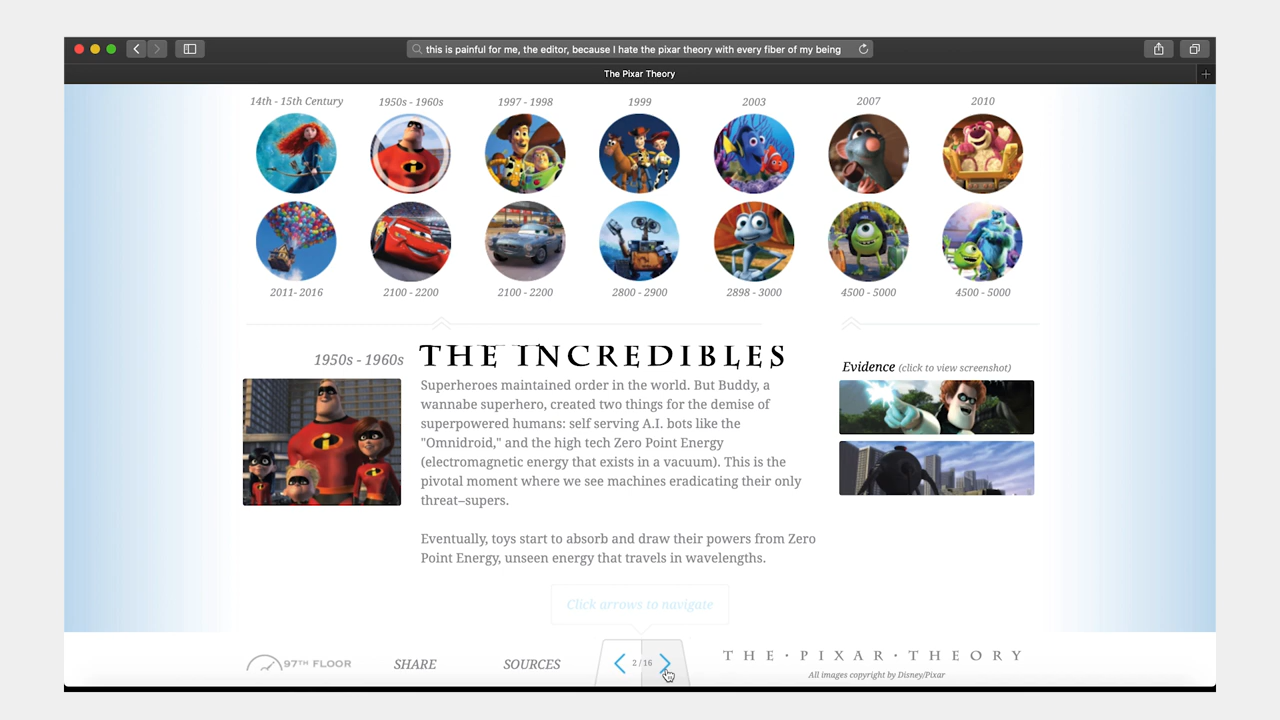 this is painful for me, the editor, because I hate the pixar theory with every fiber of my being
The Pixar Theory
14th - 15th Century 1950s - 1960s 1997 - 1998 1999 2003 2007 2010
2011- 2016 2100 - 2200 2100 - 2200 2800 - 2900 2898 - 3000 4500 - 5000 4500 - 5000
1950s - 1960s
THE INCREDIBLES
Superheroes maintained order in the world. But Buddy, a
wannabe superhero, created two things for the demise of
superpowered humans: self serving A.I. bots like the
"Omnidroid," and the high tech Zero Point Energy
(electromagnetic energy that exists in a vacuum). This is the
pivotal moment where we see machines eradicating their only
threat–supers.
Eventually, toys start to absorb and draw their powers from Zero
Point Energy, unseen energy that travels in wavelengths.
Evidence (click to view screenshot)
Click arrows to navigate
97TH FLOOR SHARE SOURCES 2 / 16 THE·PIXAR·THEORY
All images copyright by Disney/Pixar